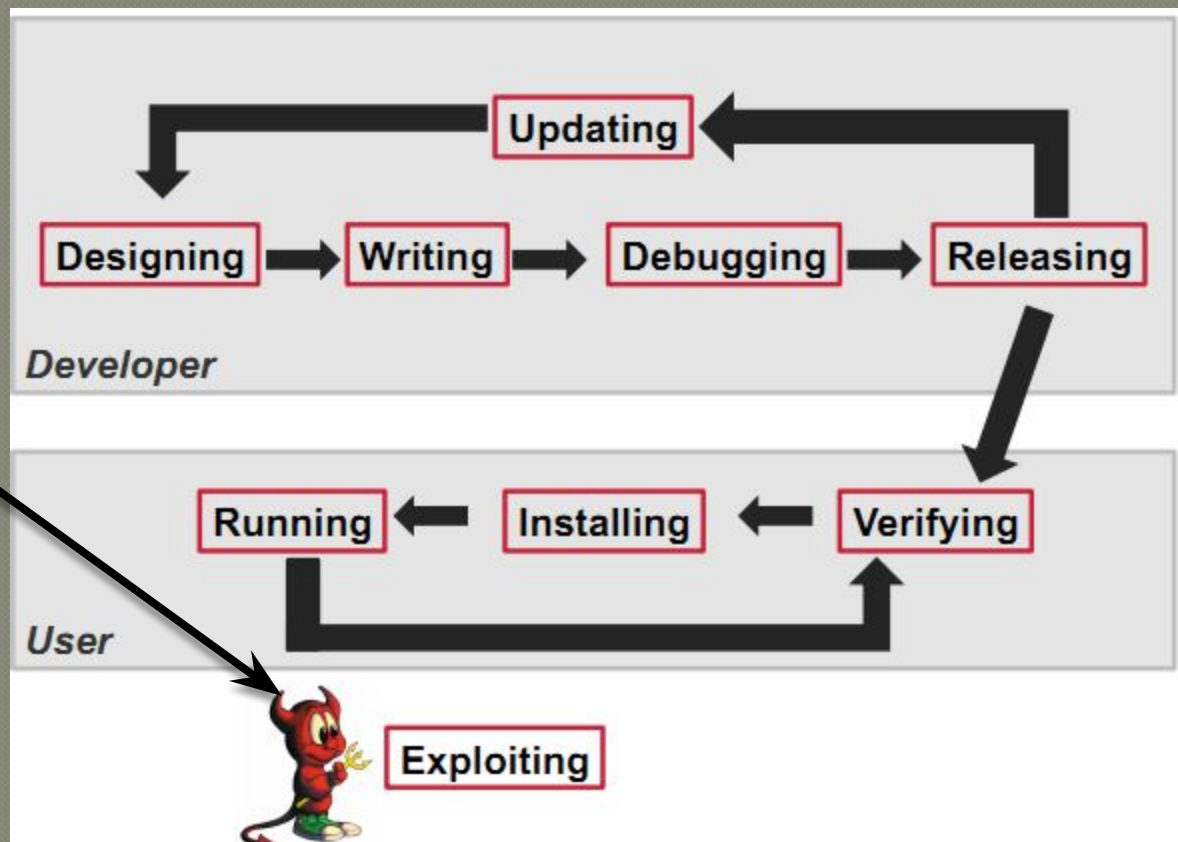 Updating
Designing Writing Debugging Releasing
Developer
Running Installing Verifying
User
Exploiting